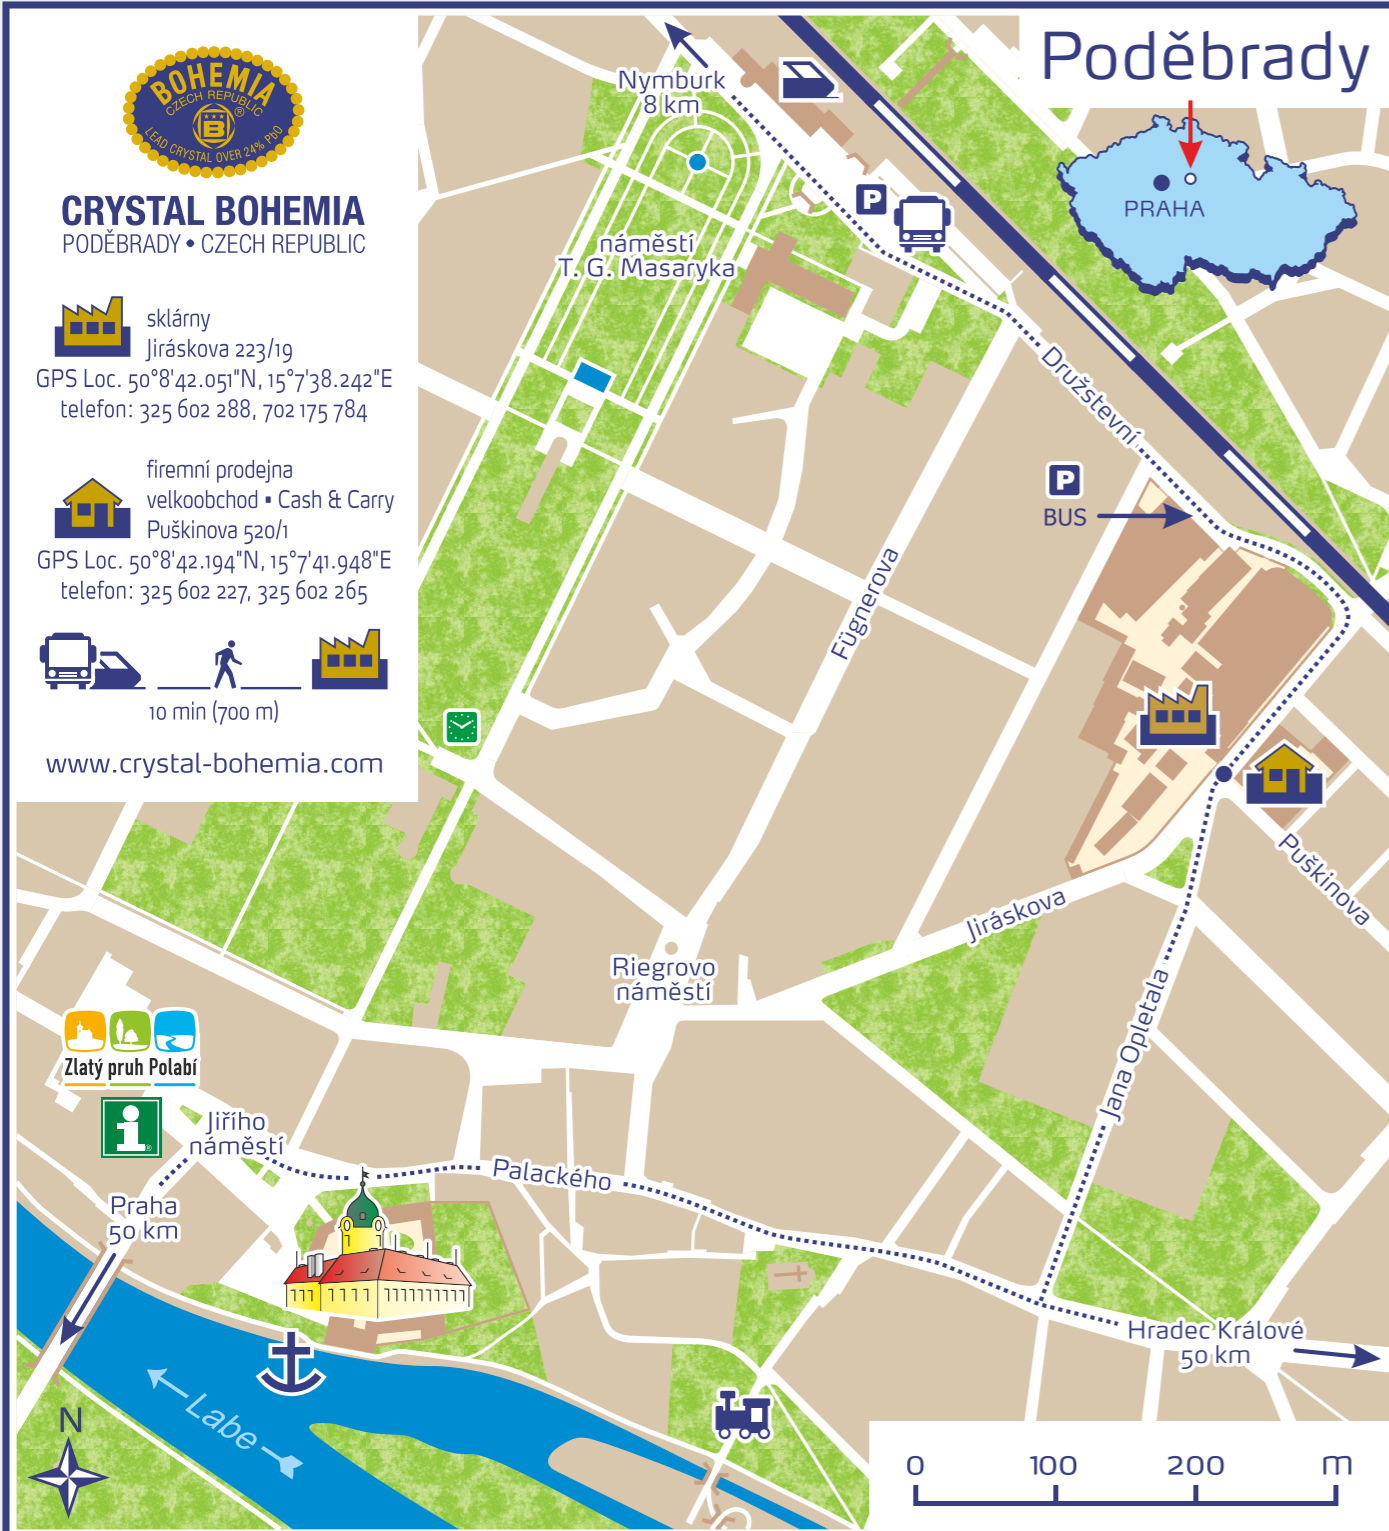 BOHEMIA
CZECH REPUBLIC
®
B
LEAD CRYSTAL OVER 24% PbO
CRYSTAL BOHEMIA
PODĚBRADY • CZECH REPUBLIC
sklárny
Jiráskova 223/19
GPS Loc. 50°8'42.051"N, 15°7'38.242"E
telefon: 325 602 288, 702 175 784
firemní prodejna
velkoobchod ▪ Cash & Carry
Puškinova 520/1
GPS Loc. 50°8'42.194"N, 15°7'41.948"E
telefon: 325 602 227, 325 602 265
10 min (700 m)
www.crystal-bohemia.com
Poděbrady
PRAHA
Nymburk
8 km
P
náměstí
T. G. Masaryka
Družstevní
P
BUS
Fügnerova
Puškinova
Jiráskova
Riegrovo
náměstí
Jana Opletala
Zlatý pruh Polabí
i
Jiřího
náměstí
Palackého
Praha
50 km
Hradec Králové
50 km
Labe
N
0 100 200 m